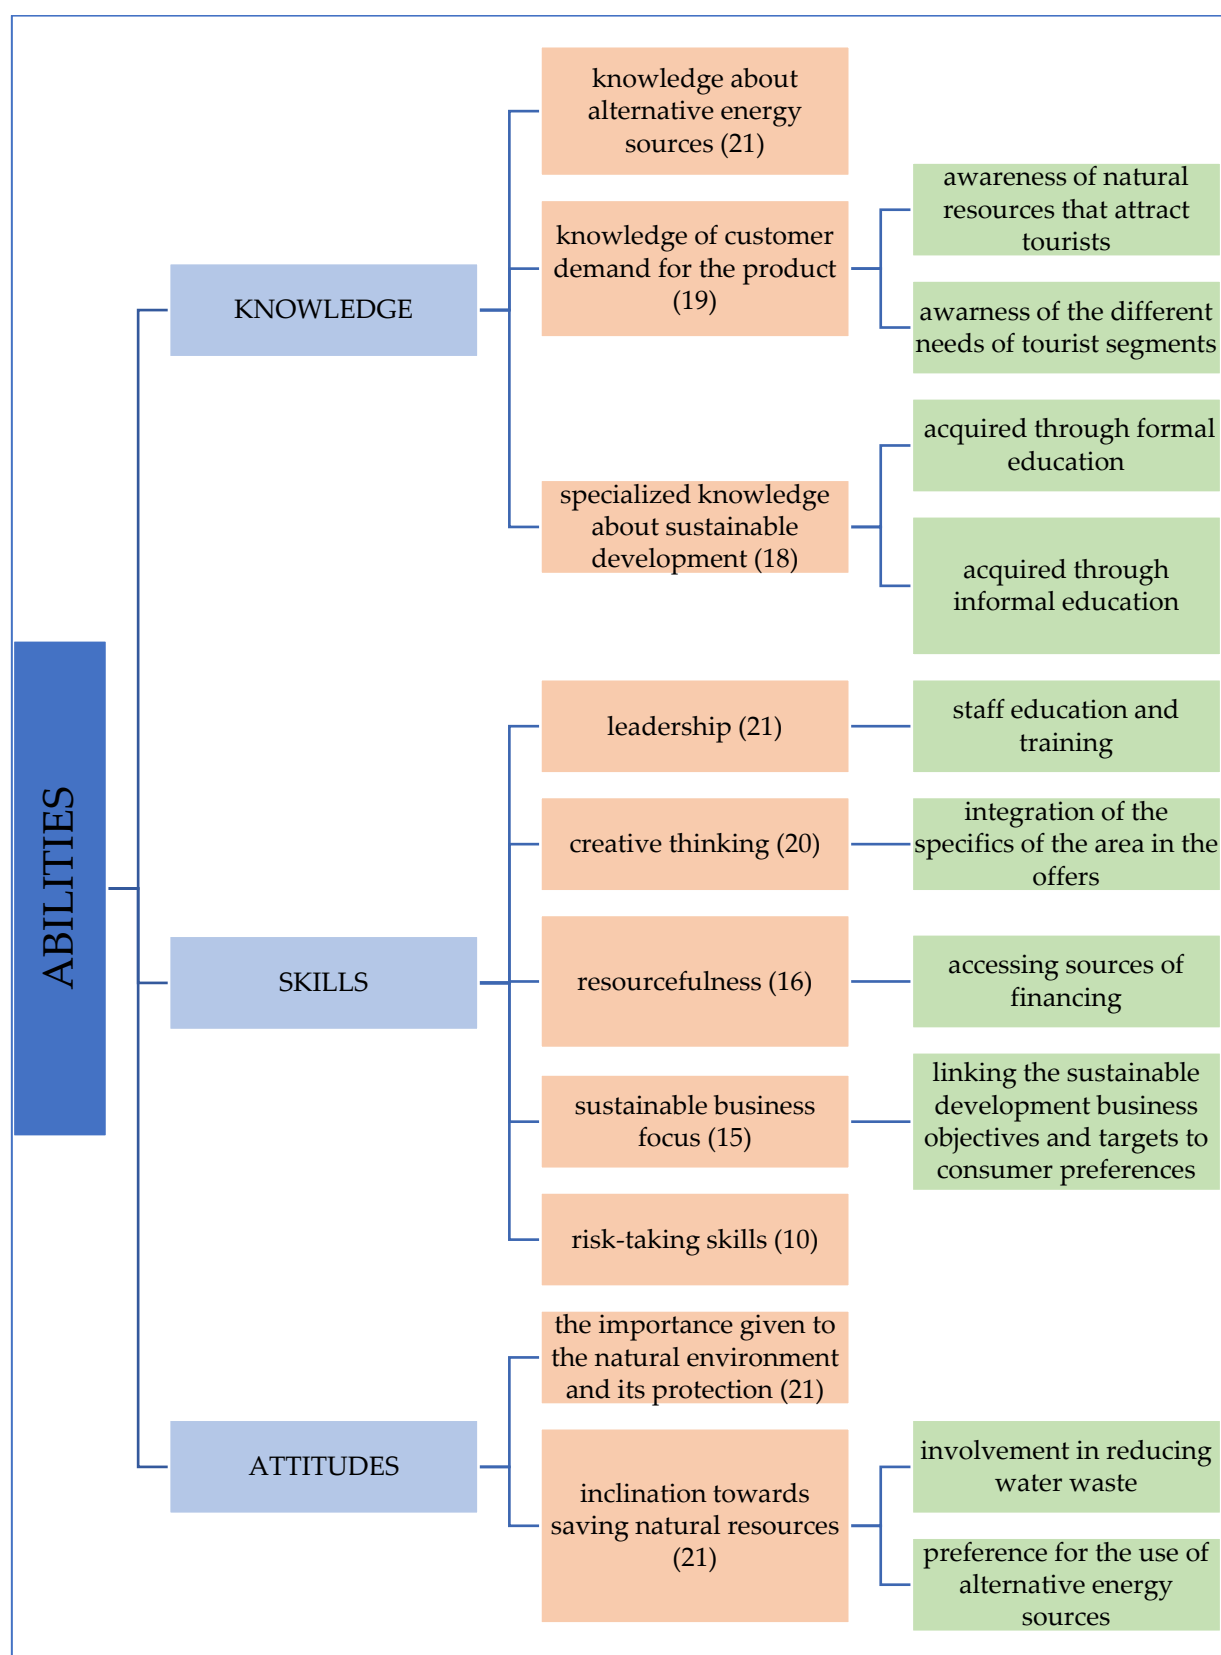 ABILITIES
KNOWLEDGE
knowledge about
alternative energy
sources (21)
knowledge of customer
demand for the product
(19)
awareness of natural
resources that attract
tourists
awarness of the different
needs of tourist segments
specialized knowledge
about sustainable
development (18)
acquired through formal
education
acquired through
informal education
SKILLS
leadership (21)
staff education and
training
creative thinking (20)
integration of the
specifics of the area in the
offers
resourcefulness (16)
accessing sources of
financing
sustainable business
focus (15)
linking the sustainable
development business
objectives and targets to
consumer preferences
risk-taking skills (10)
ATTITUDES
the importance given to
the natural environment
and its protection (21)
inclination towards
saving natural resources
(21)
involvement in reducing
water waste
preference for the use of
alternative energy
sources